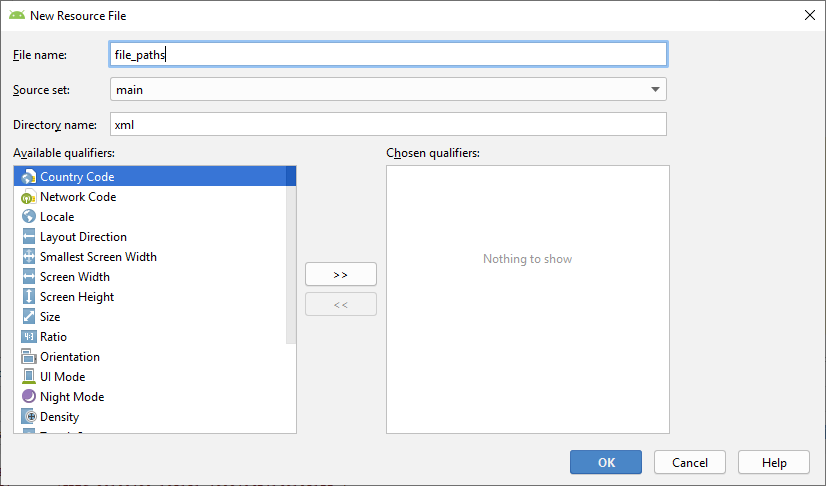 New Resource File
File name:
file_paths
Source set:
main
Directory name:
xml
Available qualifiers:
Chosen qualifiers:
Country Code
Network Code
Locale
Layout Direction
Smallest Screen Width
Screen Width
Screen Height
Size
Ratio
Orientation
UI Mode
Night Mode
Density
>>
<<
Nothing to show
OK
Cancel
Help